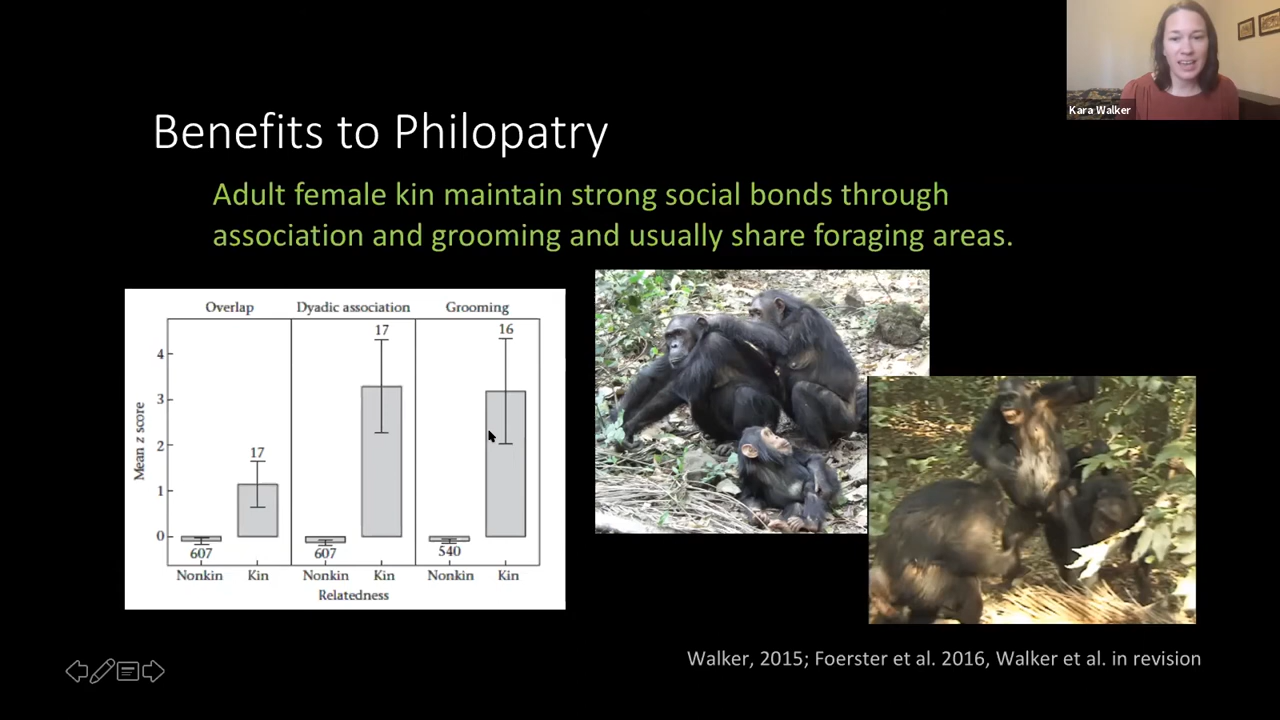 Kara Walker
Benefits to Philopatry
Adult female kin maintain strong social bonds through
association and grooming and usually share foraging areas.
Overlap Dyadic association Grooming
17 16
4
3
Mean z score
2
17
1
0
607 607 540
Nonkin Kin Nonkin Kin Nonkin Kin
Relatedness
Walker, 2015; Foerster et al. 2016, Walker et al. in revision